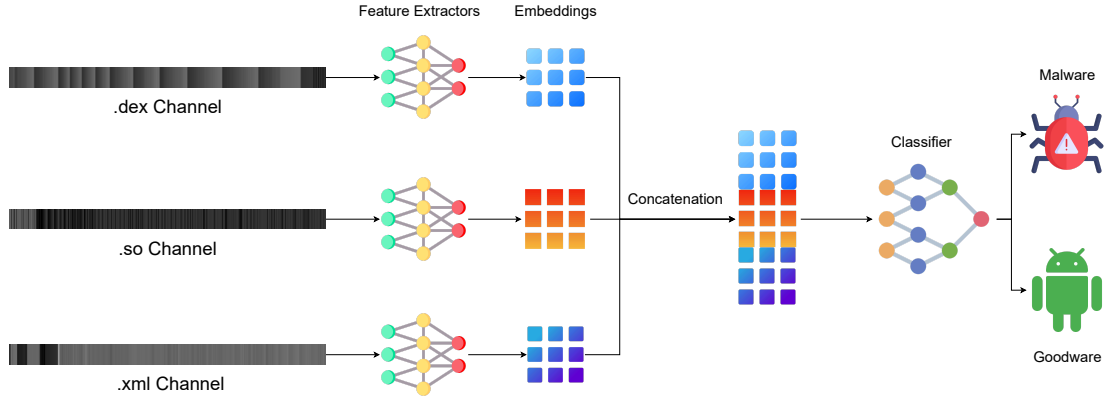 Feature Extractors
Embeddings
.dex Channel
.so Channel
.xml Channel
Concatenation
Classifier
Malware
!
Goodware